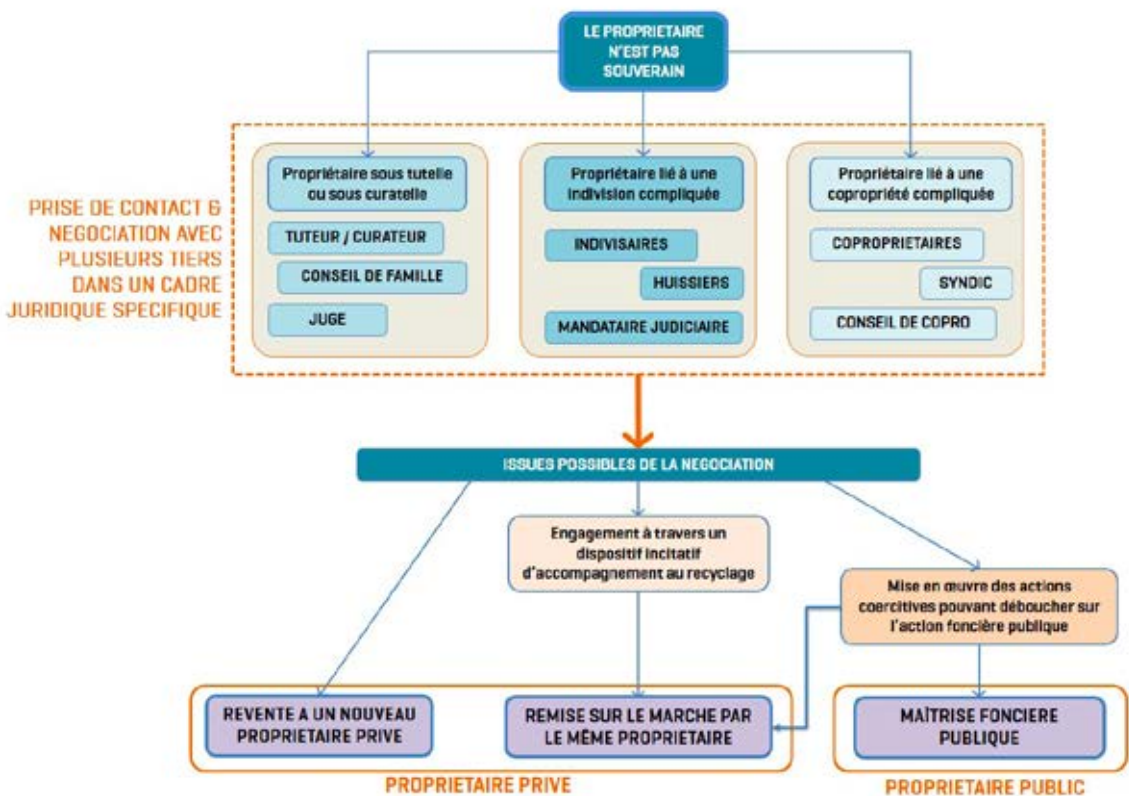 LE PROPRIETAIRE
N'EST PAS
SOUVERAIN
PRISE DE CONTACT &
NEGOCIATION AVEC
PLUSIEURS TIERS
DANS UN CADRE
JURIDIQUE SPECIFIQUE
Propriétaire sous tutelle
ou sous curatelle
TUTEUR / CURATEUR
CONSEIL DE FAMILLE
JUGE
Propriétaire lié à une
indivision compliquée
INDIVISAIRES
HUISSIERS
MANDATAIRE JUDICIAIRE
Propriétaire lié à une
copropriété compliquée
COPROPRIETAIRES
SYNDIC
CONSEIL DE COPRO
ISSUES POSSIBLES DE LA NEGOCIATION
Engagement à travers un
dispositif incitatif
d'accompagnement au recyclage
Mise en œuvre des actions
coercitives pouvant déboucher sur
l'action foncière publique
REVENTE A UN NOUVEAU
PROPRIETAIRE PRIVE
REMISE SUR LE MARCHE PAR
LE MÊME PROPRIETAIRE
MAÎTRISE FONCIERE
PUBLIQUE
PROPRIETAIRE PRIVE
PROPRIETAIRE PUBLIC